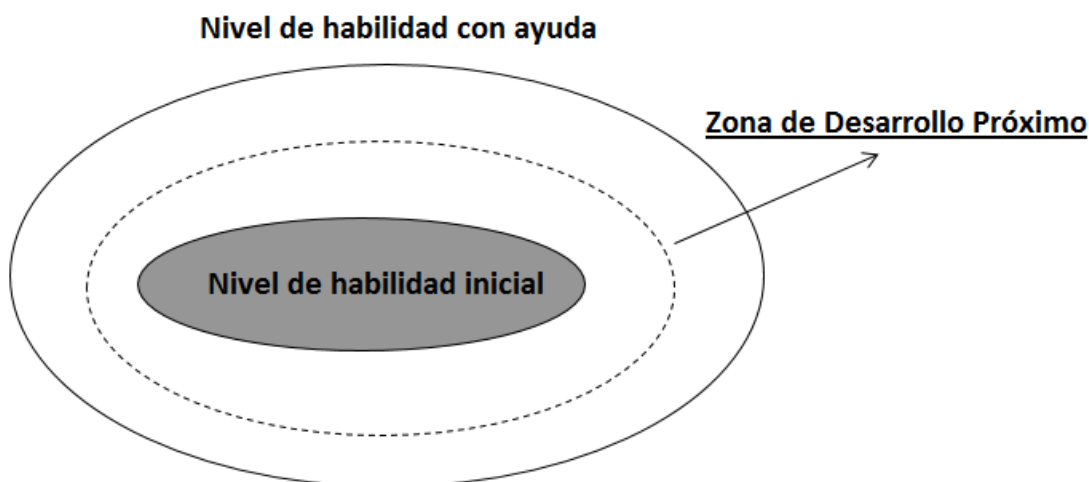 Nivel de habilidad con ayuda
Zona de Desarrollo Próximo
Nivel de habilidad inicial